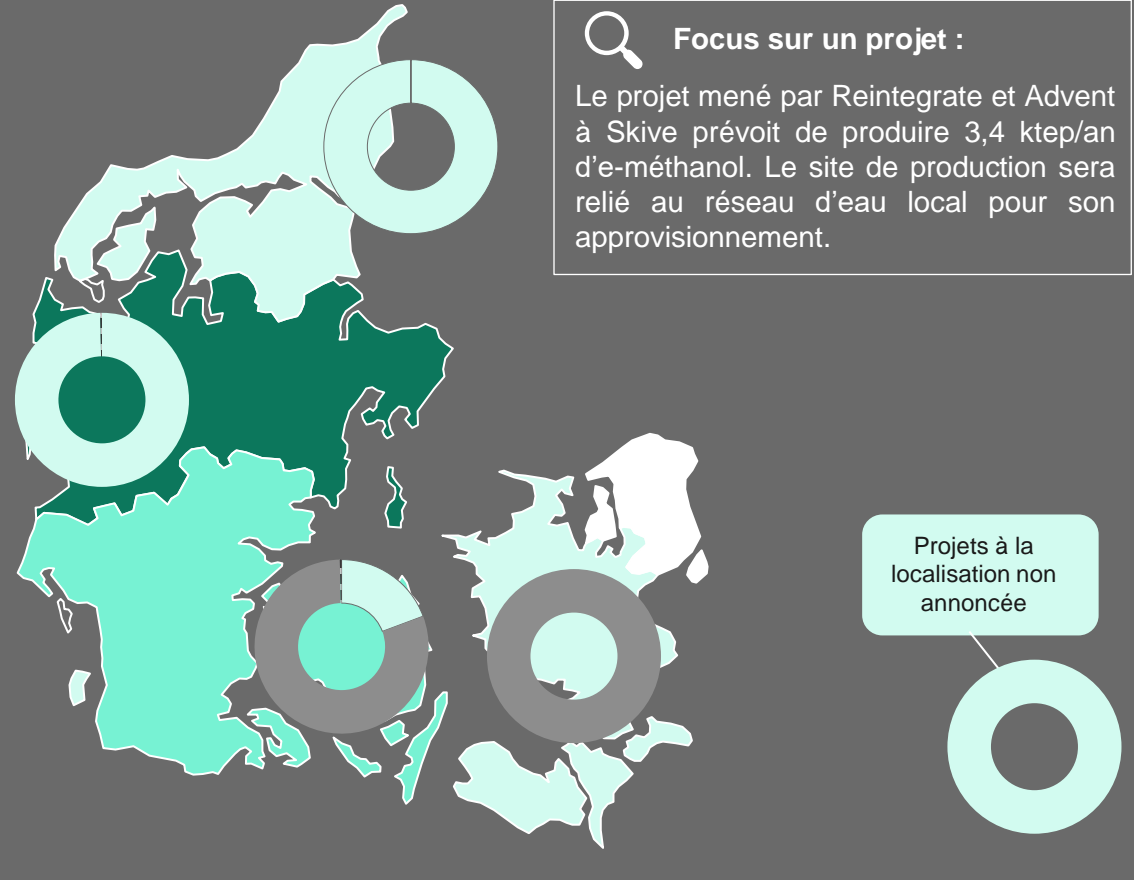 Focus sur un projet :
Le projet mené par Reintegrate et Advent
à Skive prévoit de produire 3,4 ktep/an
d'e-méthanol. Le site de production sera
relié au réseau d'eau local pour son
approvisionnement.
Projets à la
localisation non
annoncée